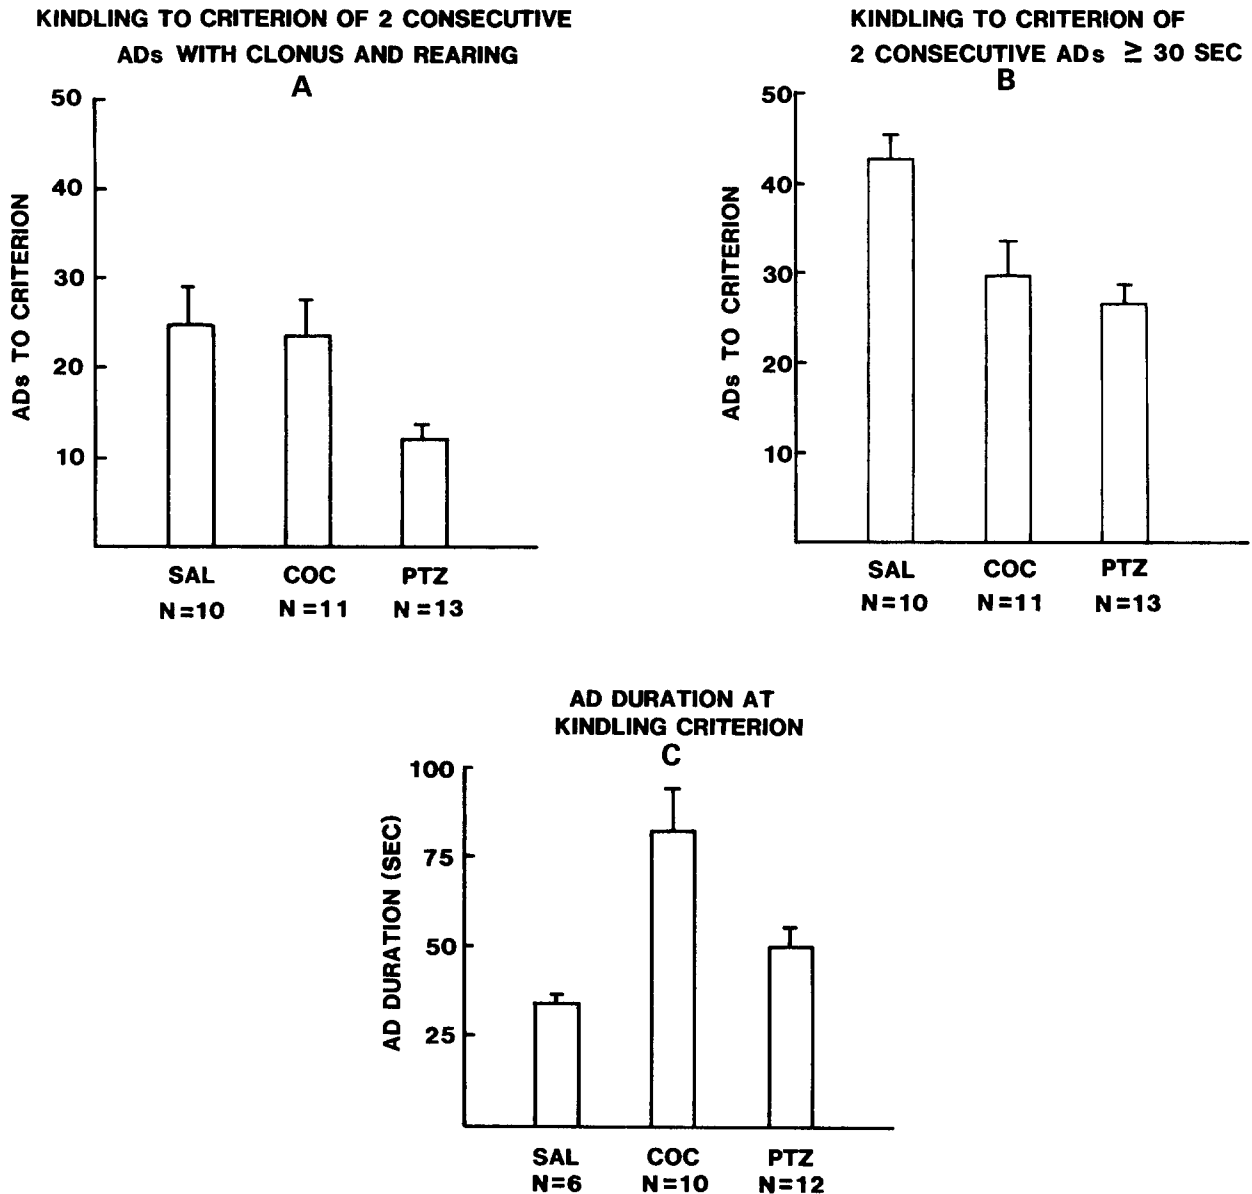 KINDLING TO CRITERION OF 2 CONSECUTIVE
ADs WITH CLONUS AND REARING
A
50
40
30
20
10
ADs TO CRITERION
SAL COC PTZ
N=10 N=11 N=13
KINDLING TO CRITERION OF
2 CONSECUTIVE ADs ≥ 30 SEC
B
50
40
30
20
10
ADs TO CRITERION
SAL COC PTZ
N=10 N=11 N=13
AD DURATION AT
KINDLING CRITERION
C
100
75
50
25
AD DURATION (SEC)
SAL COC PTZ
N=6 N=10 N=12